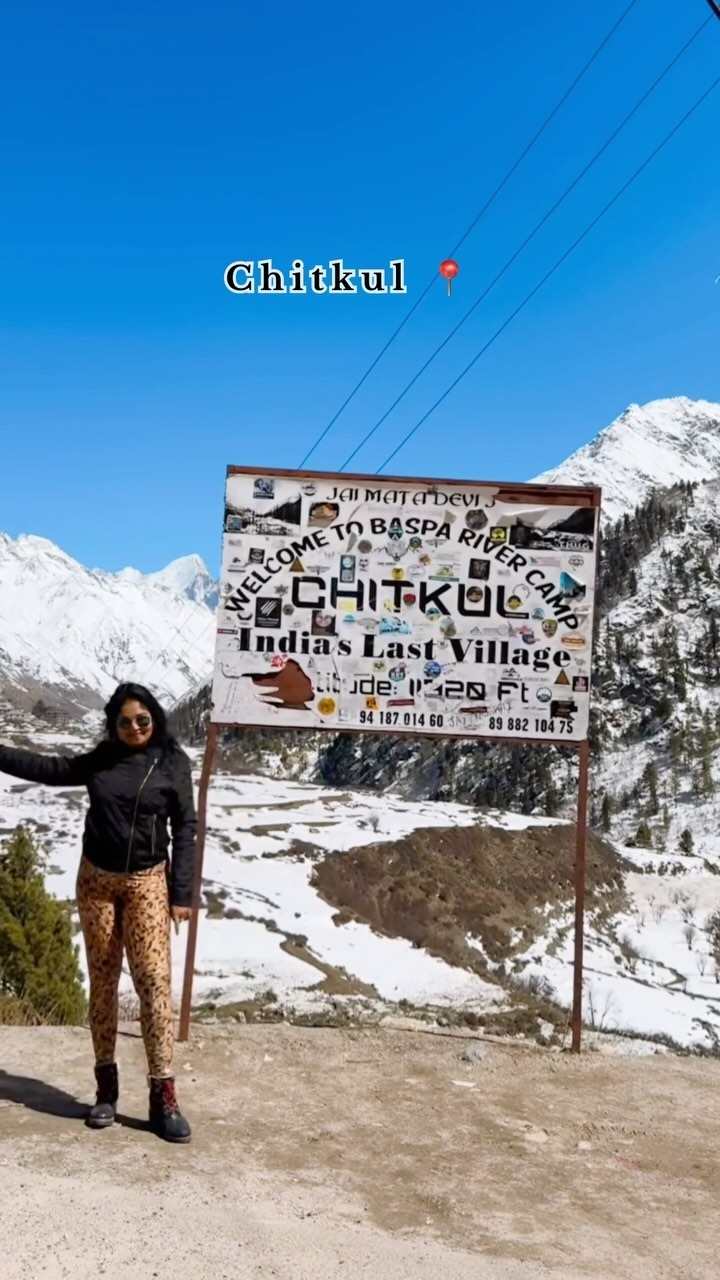 Chitkul 📍
JAI MATA DEVI J
WELCOME TO BASPA RIVER CAMP
CHITKUL
India's Last Village
titude: 11320 Ft
94 187 014 60 89 882 104 75